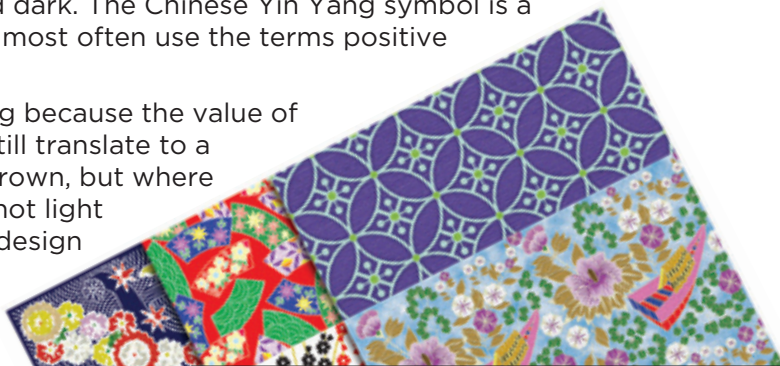 d dark. The Chinese Yin Yang symbol is a
most often use the terms positive
g because the value of
till translate to a
rown, but where
not light
design